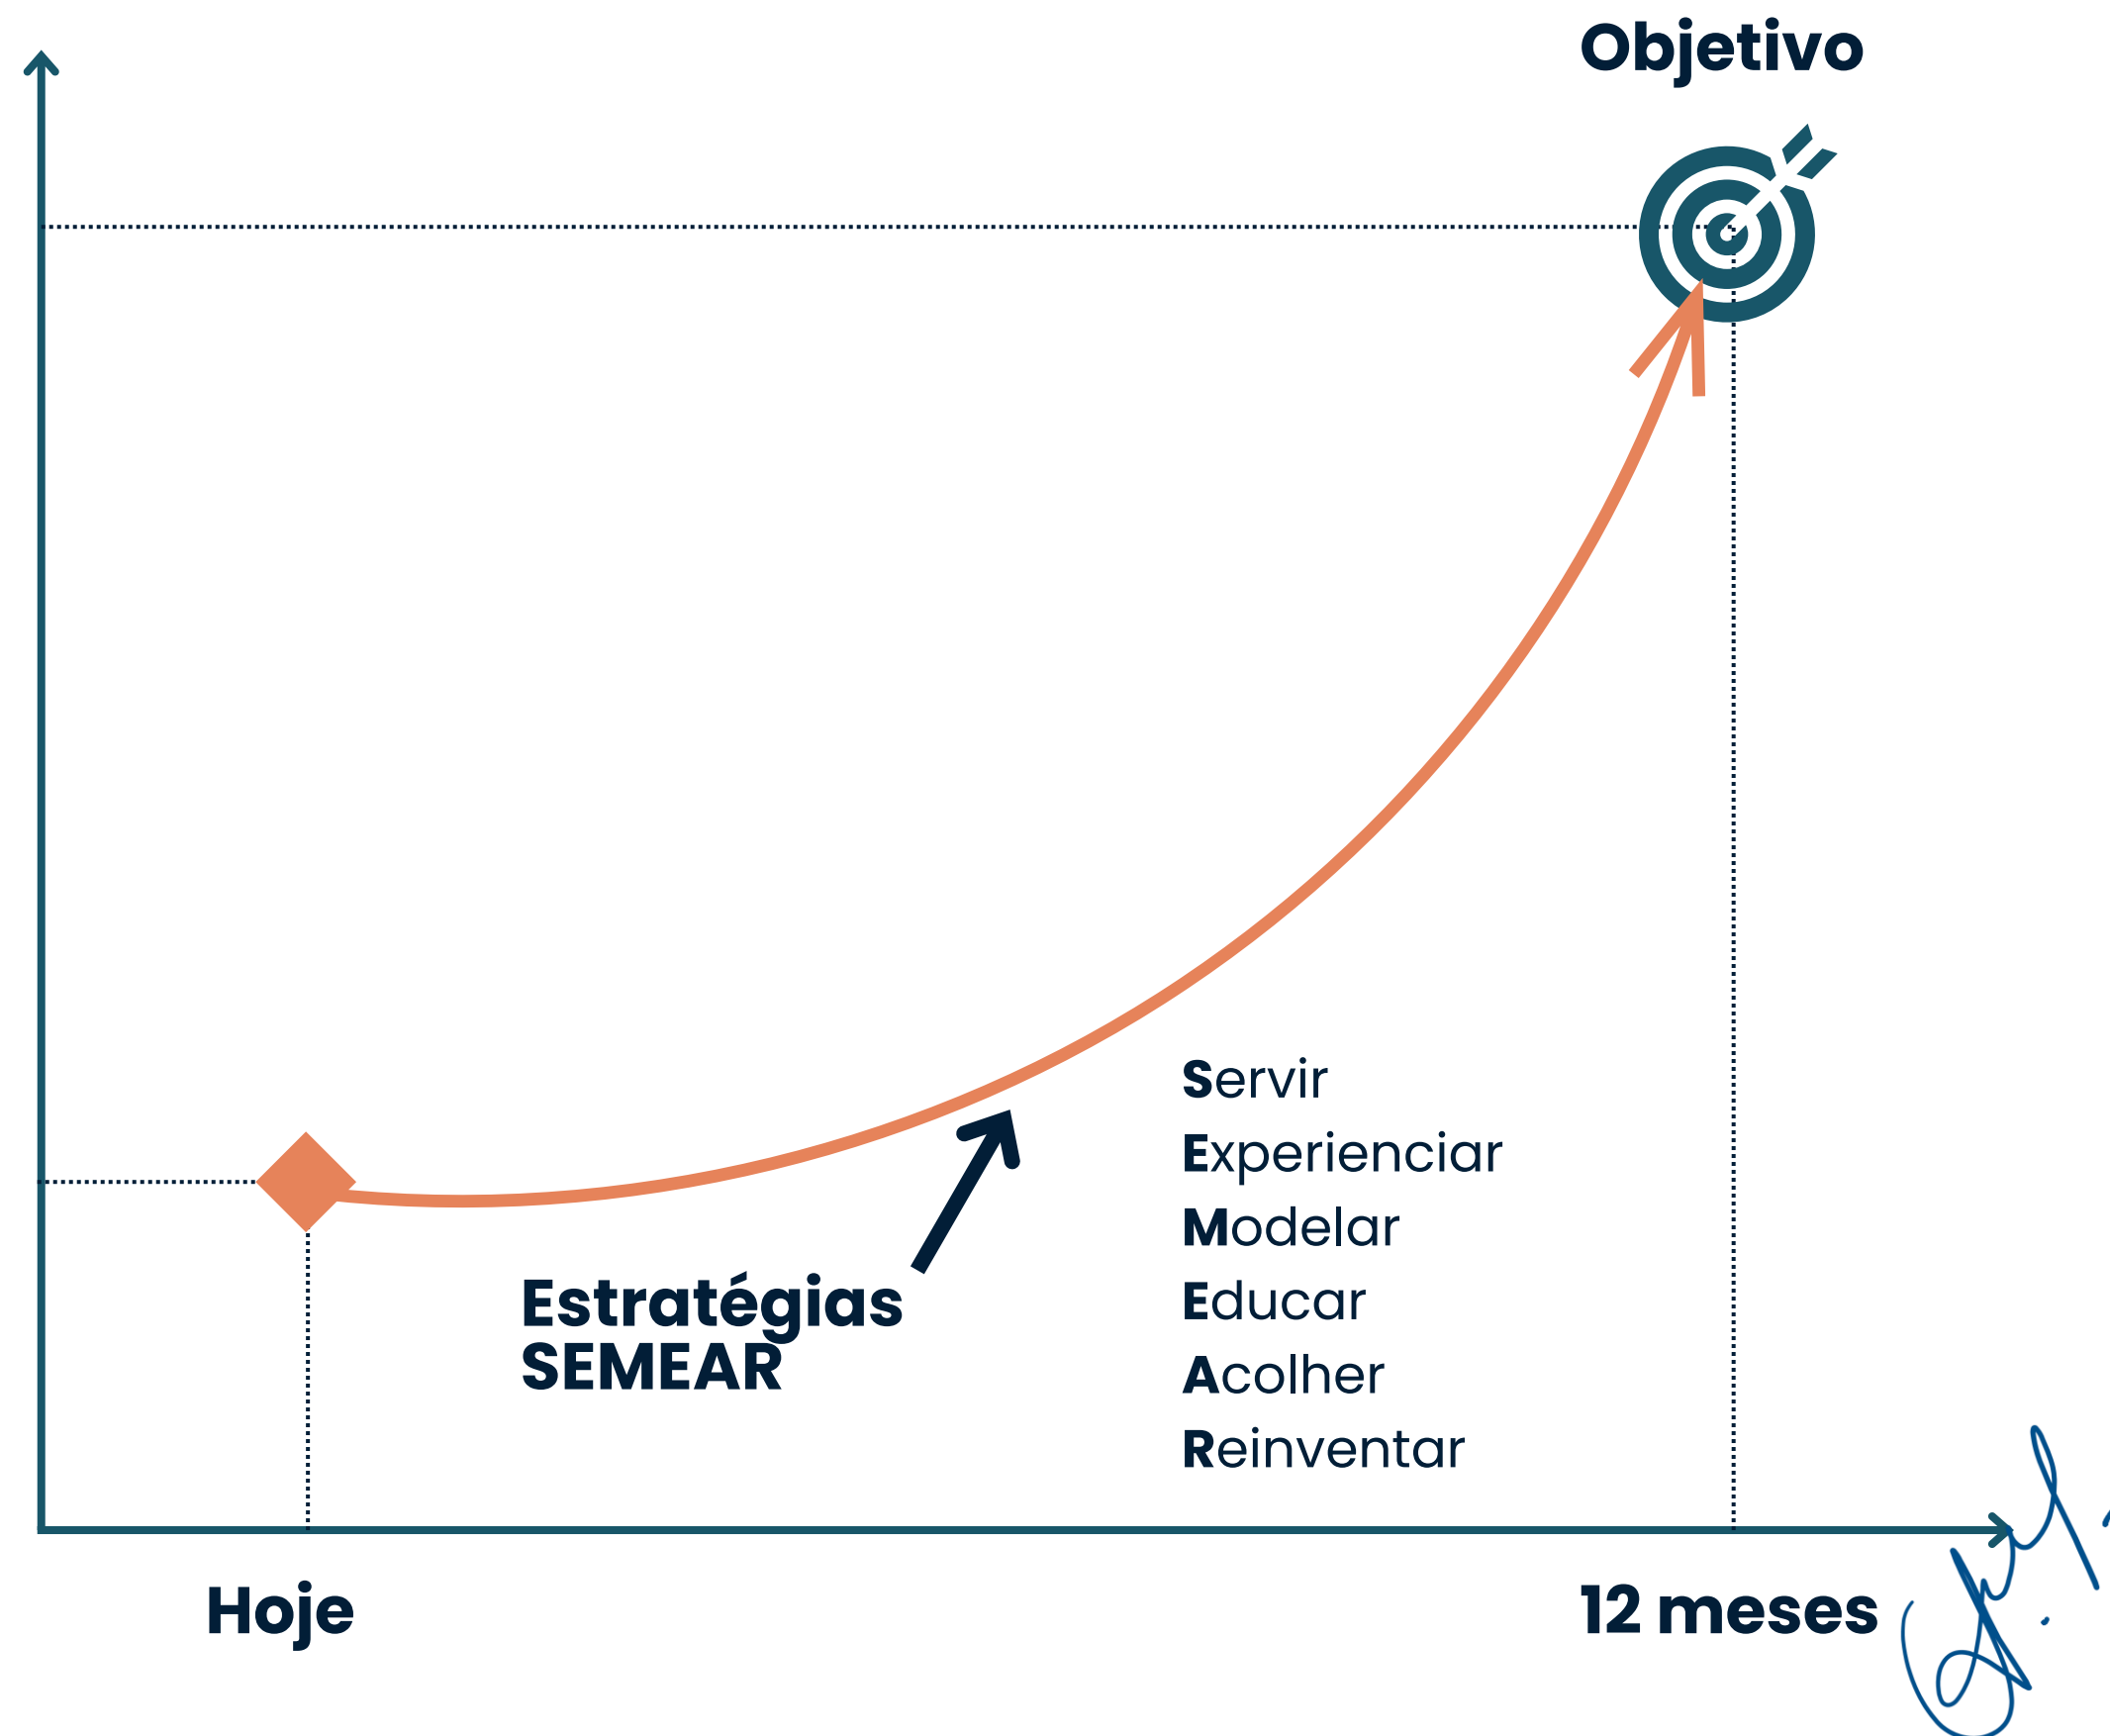 Objetivo
Estratégias
SEMEAR
Servir
Experienciar
Modelar
Educar
Acolher
Reinventar
Hoje
12 meses